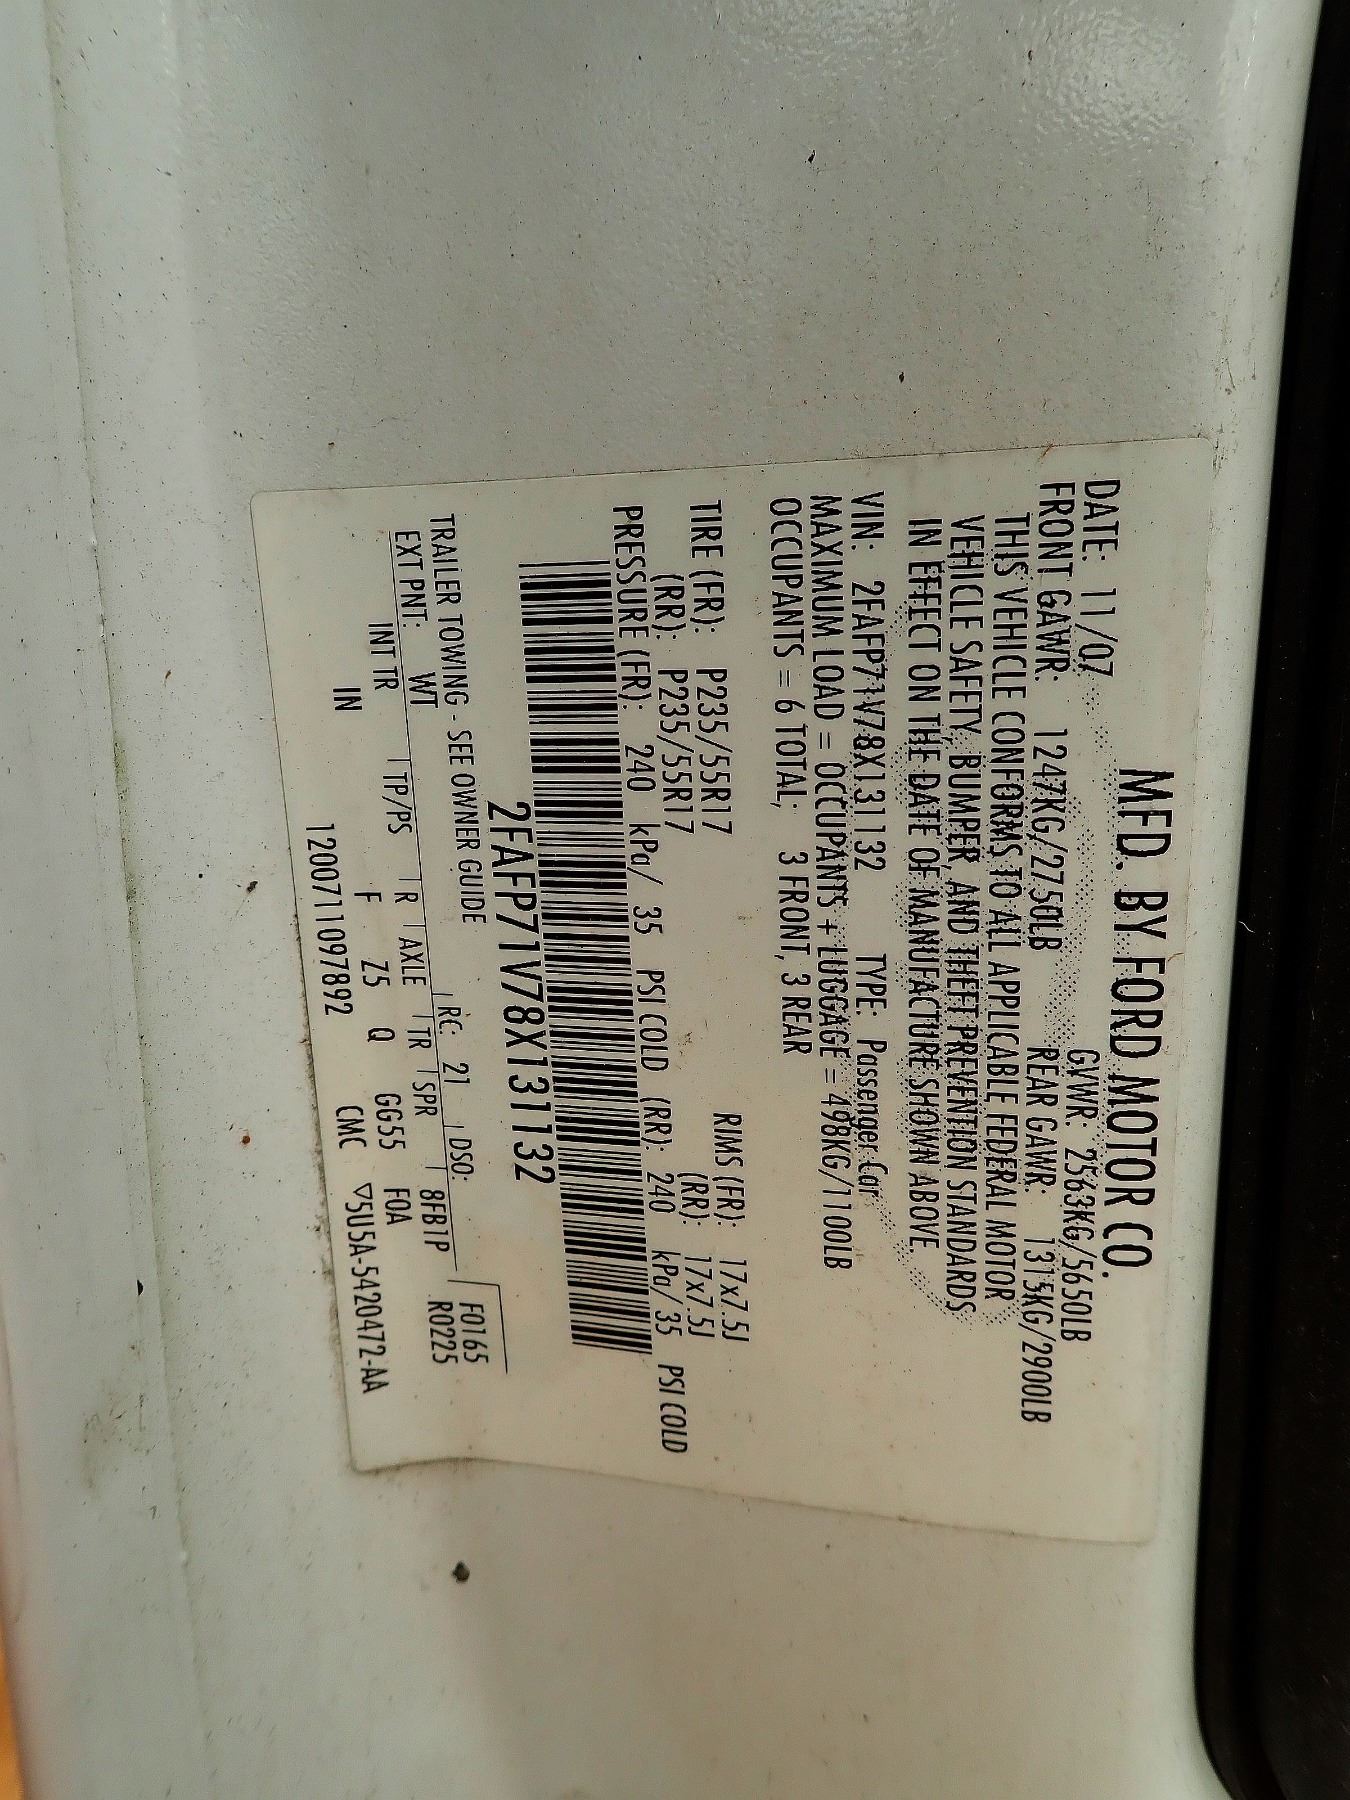 MFD. BY FORD MOTOR CO.
DATE: 11/07 GVWR: 2563KG/5650LB
FRONT GAWR: 1247KG/2750LB REAR GAWR: 1315KG/2900LB
THIS VEHICLE CONFORMS TO ALL APPLICABLE FEDERAL MOTOR
VEHICLE SAFETY, BUMPER, AND THEFT PREVENTION STANDARDS
IN EFFECT ON THE DATE OF MANUFACTURE SHOWN ABOVE.
VIN: 2FAFP71V78X131132 TYPE: Passenger Car
MAXIMUM LOAD = OCCUPANTS + LUGGAGE = 498KG/1100LB
OCCUPANTS = 6 TOTAL, 3 FRONT, 3 REAR
TIRE (FR): P235/55R17 RIMS (FR): 17x7.5J
(RR): P235/55R17 (RR): 17x7.5J
PRESSURE (FR): 240 kPa/ 35 PSI COLD (RR): 240 kPa/ 35 PSI COLD
2FAFP71V78X131132
TRAILER TOWING - SEE OWNER GUIDE F0165
EXT PNT: WT RC: 21 DSO: R0225
INT TR TP/PS R AXLE TR SPR 8FB1P
IN F Z5 Q GG55 FOA
1200711097892 CMC ▽5U5A-5420472-AA